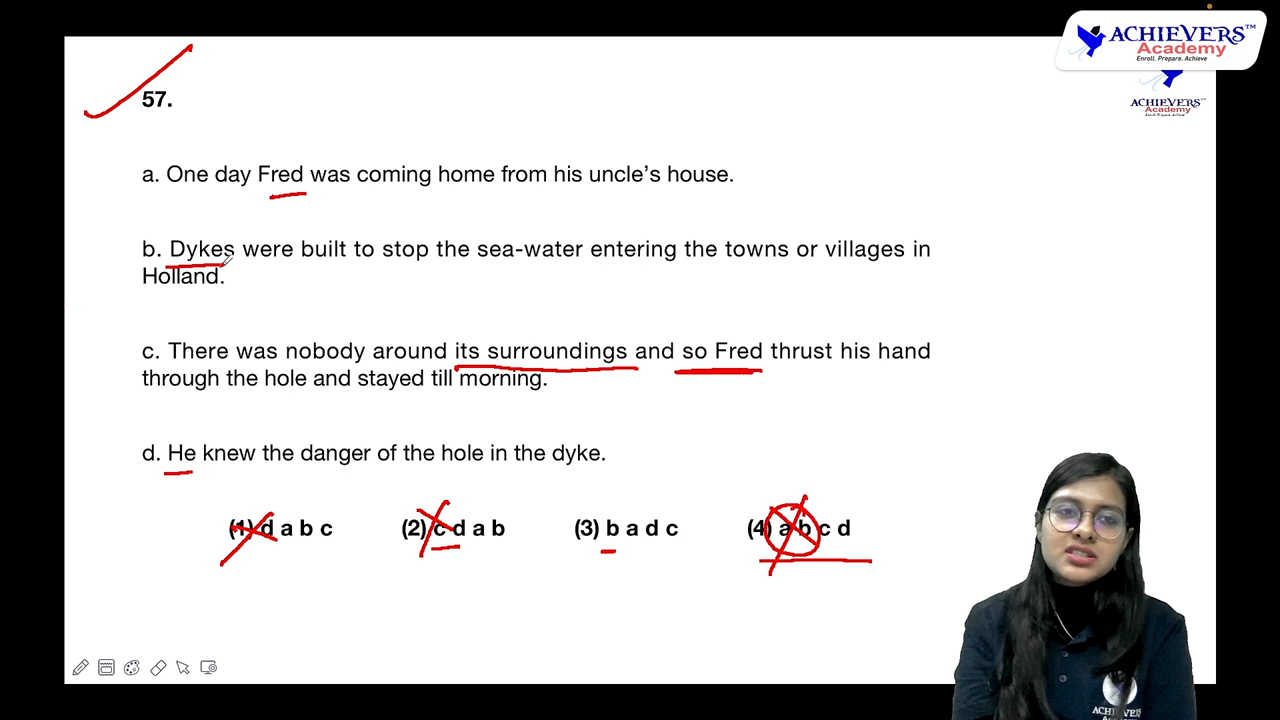 ACHIEVERS™
Academy
Enroll. Prepare. Achieve
ACHIEVERS™
Academy
57.
a. One day Fred was coming home from his uncle’s house.
b. Dykes were built to stop the sea-water entering the towns or villages in
Holland.
c. There was nobody around its surroundings and so Fred thrust his hand
through the hole and stayed till morning.
d. He knew the danger of the hole in the dyke.
(1) d a b c (2) c d a b (3) b a d c (4) a b c d